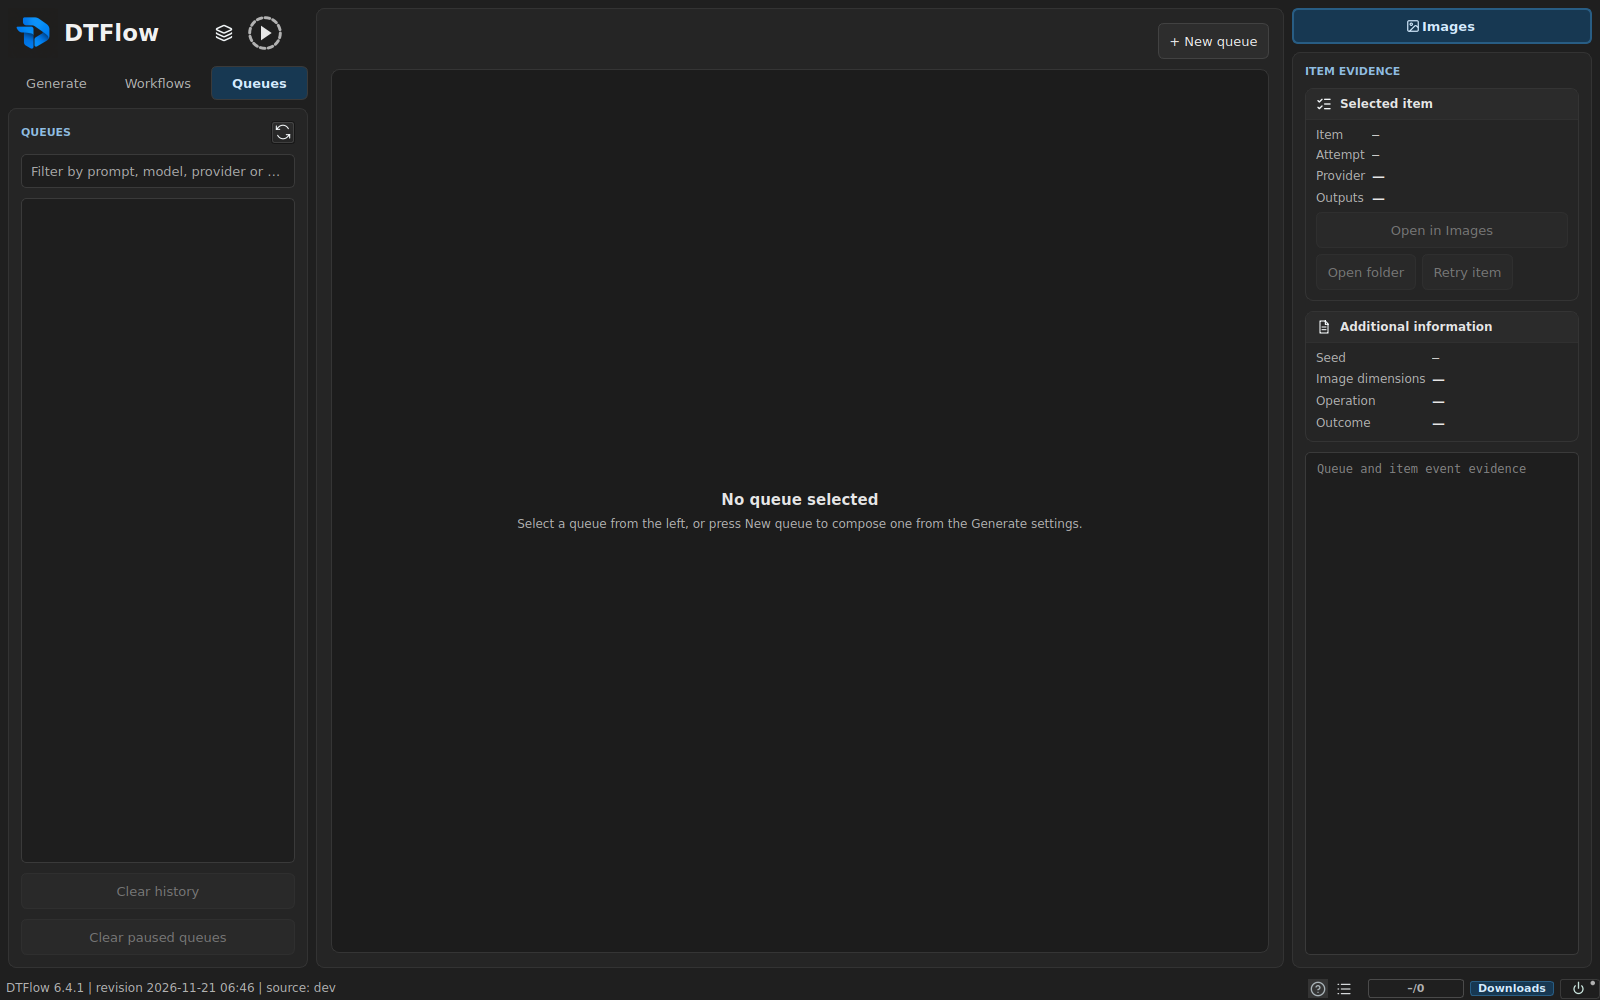 DTFlow
Generate
Workflows
Queues
QUEUES
Filter by prompt, model, provider or ...
Clear history
Clear paused queues
+ New queue
No queue selected
Select a queue from the left, or press New queue to compose one from the Generate settings.
Images
ITEM EVIDENCE
Selected item
Item –
Attempt –
Provider —
Outputs —
Open in Images
Open folder
Retry item
Additional information
Seed –
Image dimensions —
Operation —
Outcome —
Queue and item event evidence
DTFlow 6.4.1 | revision 2026-11-21 06:46 | source: dev
-/0
Downloads